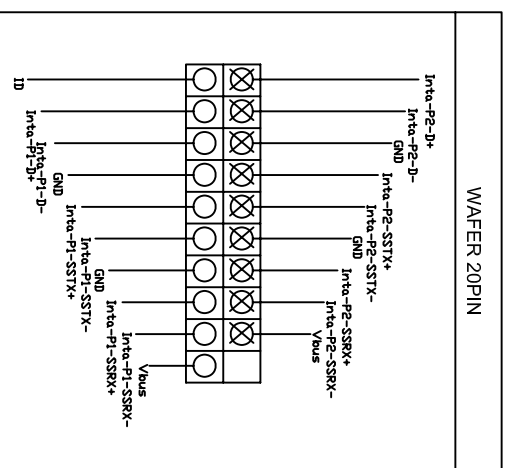 WAFER 20PIN
Inta-P2-D+
Inta-P2-D-
GND
Inta-P2-SSTX+
Inta-P2-SSTX-
GND
Inta-P2-SSRX+
Inta-P2-SSRX-
Vbus
ID
Inta-P1-D+
Inta-P1-D-
GND
Inta-P1-SSTX+
Inta-P1-SSTX-
GND
Inta-P1-SSRX+
Inta-P1-SSRX-
Vbus